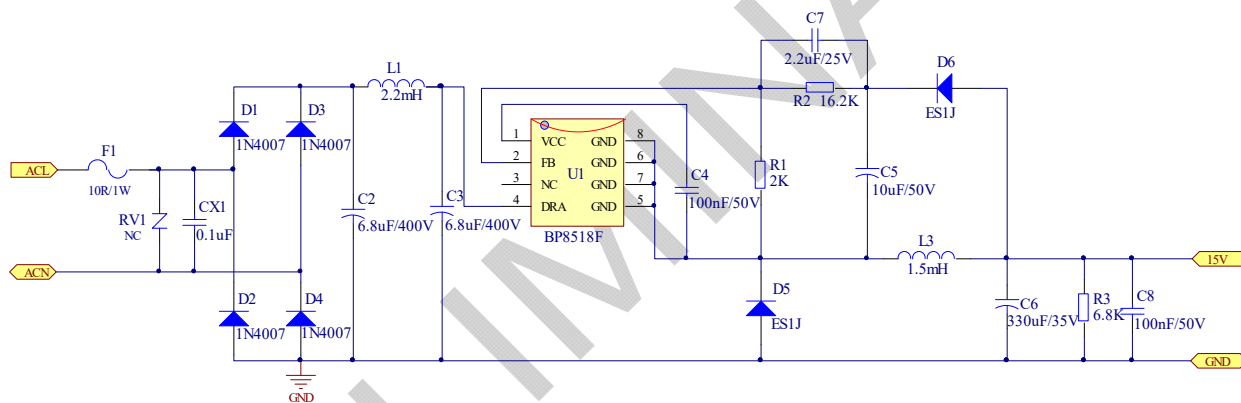 C7
2.2uF/25V
L1
2.2mH
D6
ES1J
R2 16.2K
D1
1N4007
D3
1N4007
ACL
F1
10R/1W
1
VCC
GND
8
2
FB
GND
6
3
NC
U1
GND
7
4
DRA
GND
5
BP8518F
C4
100nF/50V
R1
2K
C5
10uF/50V
RV1
NC
CX1
0.1uF
C2
6.8uF/400V
C3
6.8uF/400V
L3
1.5mH
15V
ACN
D2
1N4007
D4
1N4007
D5
ES1J
C6
330uF/35V
R3
6.8K
C8
100nF/50V
GND
GND